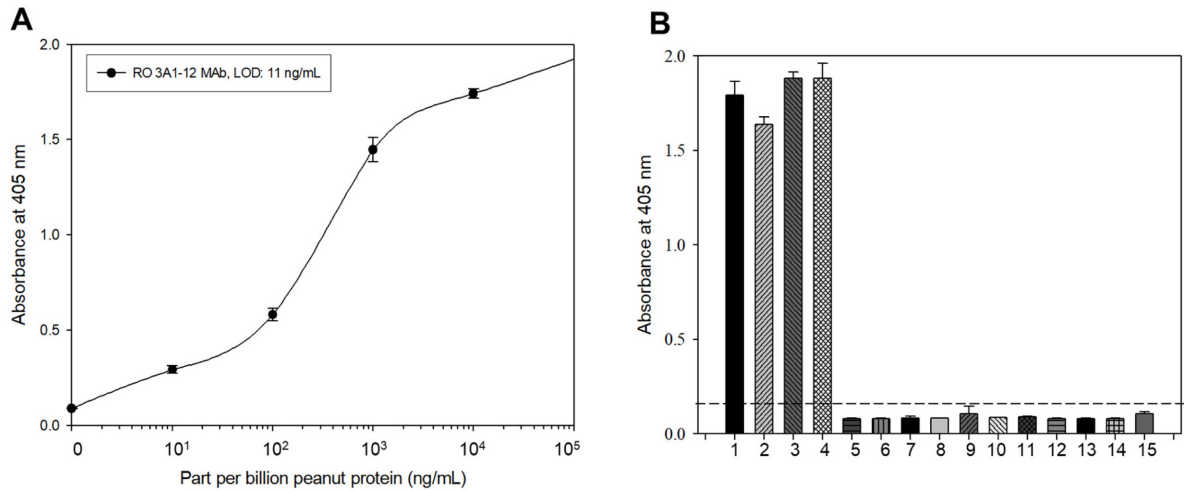 A
2.0
1.5
1.0
0.5
0.0
RO 3A1-12 MAb, LOD: 11 ng/mL
Absorbance at 405 nm
0 10¹ 10² 10³ 10⁴ 10⁵
Part per billion peanut protein (ng/mL)
B
2.0
1.5
1.0
0.5
0.0
Absorbance at 405 nm
1 2 3 4 5 6 7 8 9 10 11 12 13 14 15